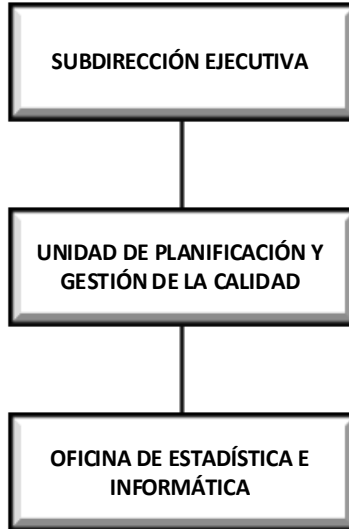 SUBDIRECCIÓN EJECUTIVA
UNIDAD DE PLANIFICACIÓN Y
GESTIÓN DE LA CALIDAD
OFICINA DE ESTADÍSTICA E
INFORMÁTICA